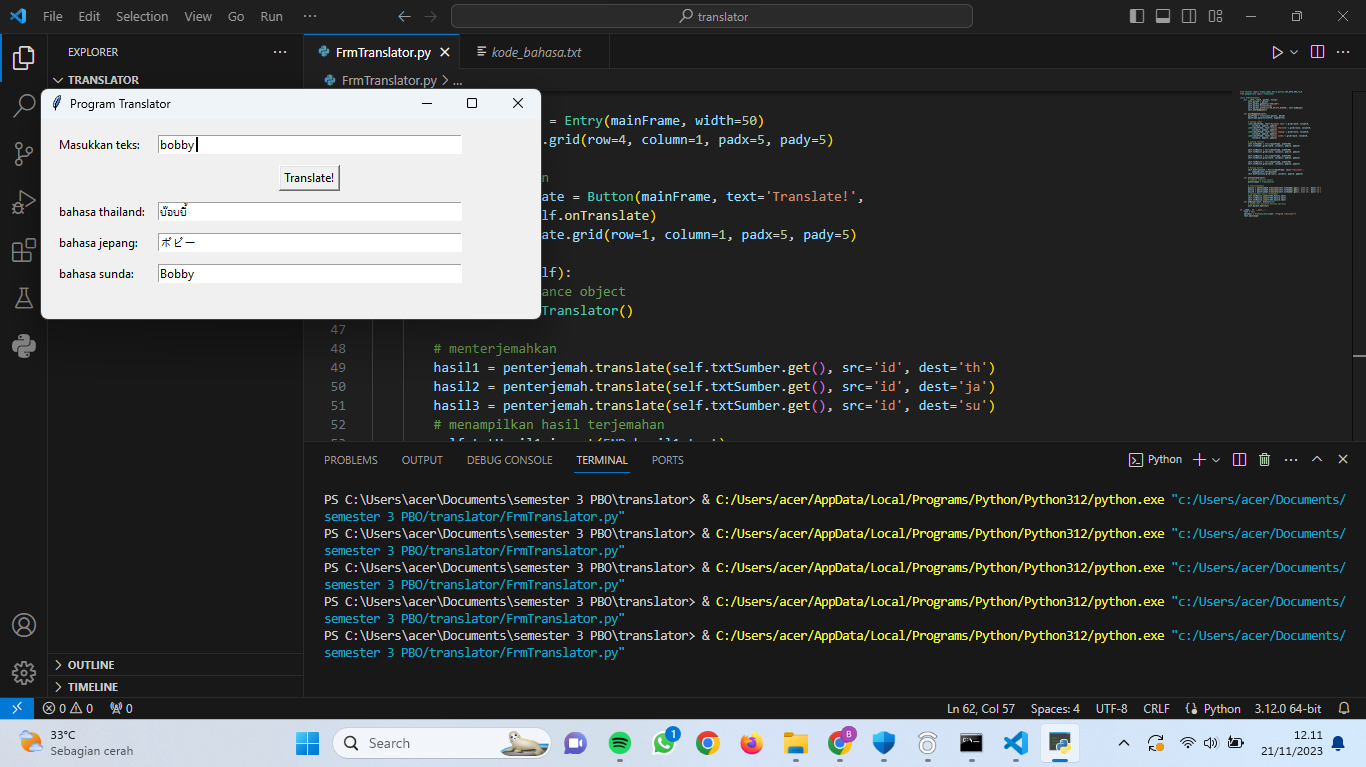 File Edit Selection View Go Run ···
translator
EXPLORER
TRANSLATOR
FrmTranslator.py
kode_bahasa.txt
FrmTranslator.py > ...
Program Translator
Masukkan teks:
bobby
Translate!
bahasa thailand:
บ๊อบบี้
bahasa jepang:
ボビー
bahasa sunda:
Bobby
= Entry(mainFrame, width=50)
.grid(row=4, column=1, padx=5, pady=5)
ate = Button(mainFrame, text='Translate!',
lf.onTranslate)
ate.grid(row=1, column=1, padx=5, pady=5)
lf):
ance object
Translator()
47
48 # menterjemahkan
49 hasil1 = penterjemah.translate(self.txtSumber.get(), src='id', dest='th')
50 hasil2 = penterjemah.translate(self.txtSumber.get(), src='id', dest='ja')
51 hasil3 = penterjemah.translate(self.txtSumber.get(), src='id', dest='su')
52 # menampilkan hasil terjemahan
PROBLEMS OUTPUT DEBUG CONSOLE TERMINAL PORTS
Python
PS C:\Users\acer\Documents\semester 3 PBO\translator> & C:/Users/acer/AppData/Local/Programs/Python/Python312/python.exe "c:/Users/acer/Documents/
semester 3 PBO/translator/FrmTranslator.py"
PS C:\Users\acer\Documents\semester 3 PBO\translator> & C:/Users/acer/AppData/Local/Programs/Python/Python312/python.exe "c:/Users/acer/Documents/
semester 3 PBO/translator/FrmTranslator.py"
PS C:\Users\acer\Documents\semester 3 PBO\translator> & C:/Users/acer/AppData/Local/Programs/Python/Python312/python.exe "c:/Users/acer/Documents/
semester 3 PBO/translator/FrmTranslator.py"
PS C:\Users\acer\Documents\semester 3 PBO\translator> & C:/Users/acer/AppData/Local/Programs/Python/Python312/python.exe "c:/Users/acer/Documents/
semester 3 PBO/translator/FrmTranslator.py"
PS C:\Users\acer\Documents\semester 3 PBO\translator> & C:/Users/acer/AppData/Local/Programs/Python/Python312/python.exe "c:/Users/acer/Documents/
semester 3 PBO/translator/FrmTranslator.py"
OUTLINE
TIMELINE
0 0 0
Ln 62, Col 57 Spaces: 4 UTF-8 CRLF Python 3.12.0 64-bit
33°C
Sebagian cerah
Search
1
B
12.11
21/11/2023